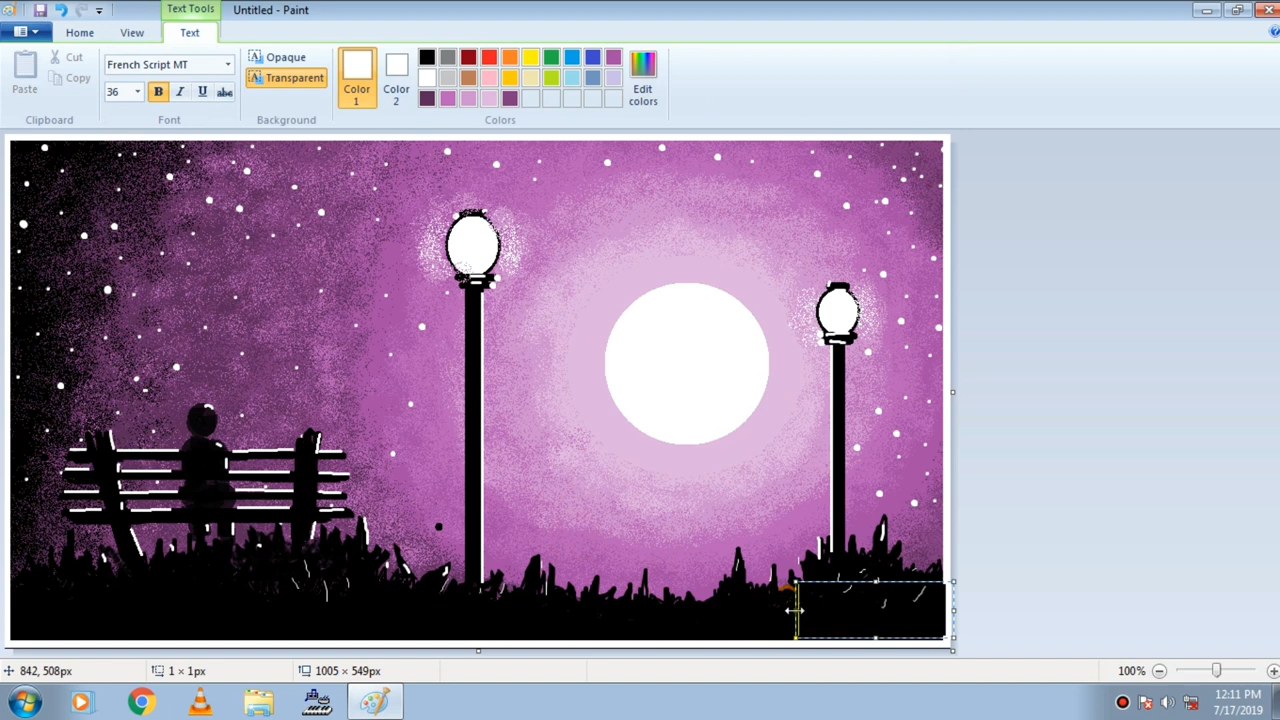 Text Tools
Untitled - Paint
Home
View
Text
Paste
Cut
Copy
French Script MT
36
B
I
U
abc
Opaque
Transparent
Color
1
Color
2
Edit
colors
Clipboard
Font
Background
Colors
842, 508px
1 × 1px
1005 × 549px
100%
12:11 PM
7/17/2019